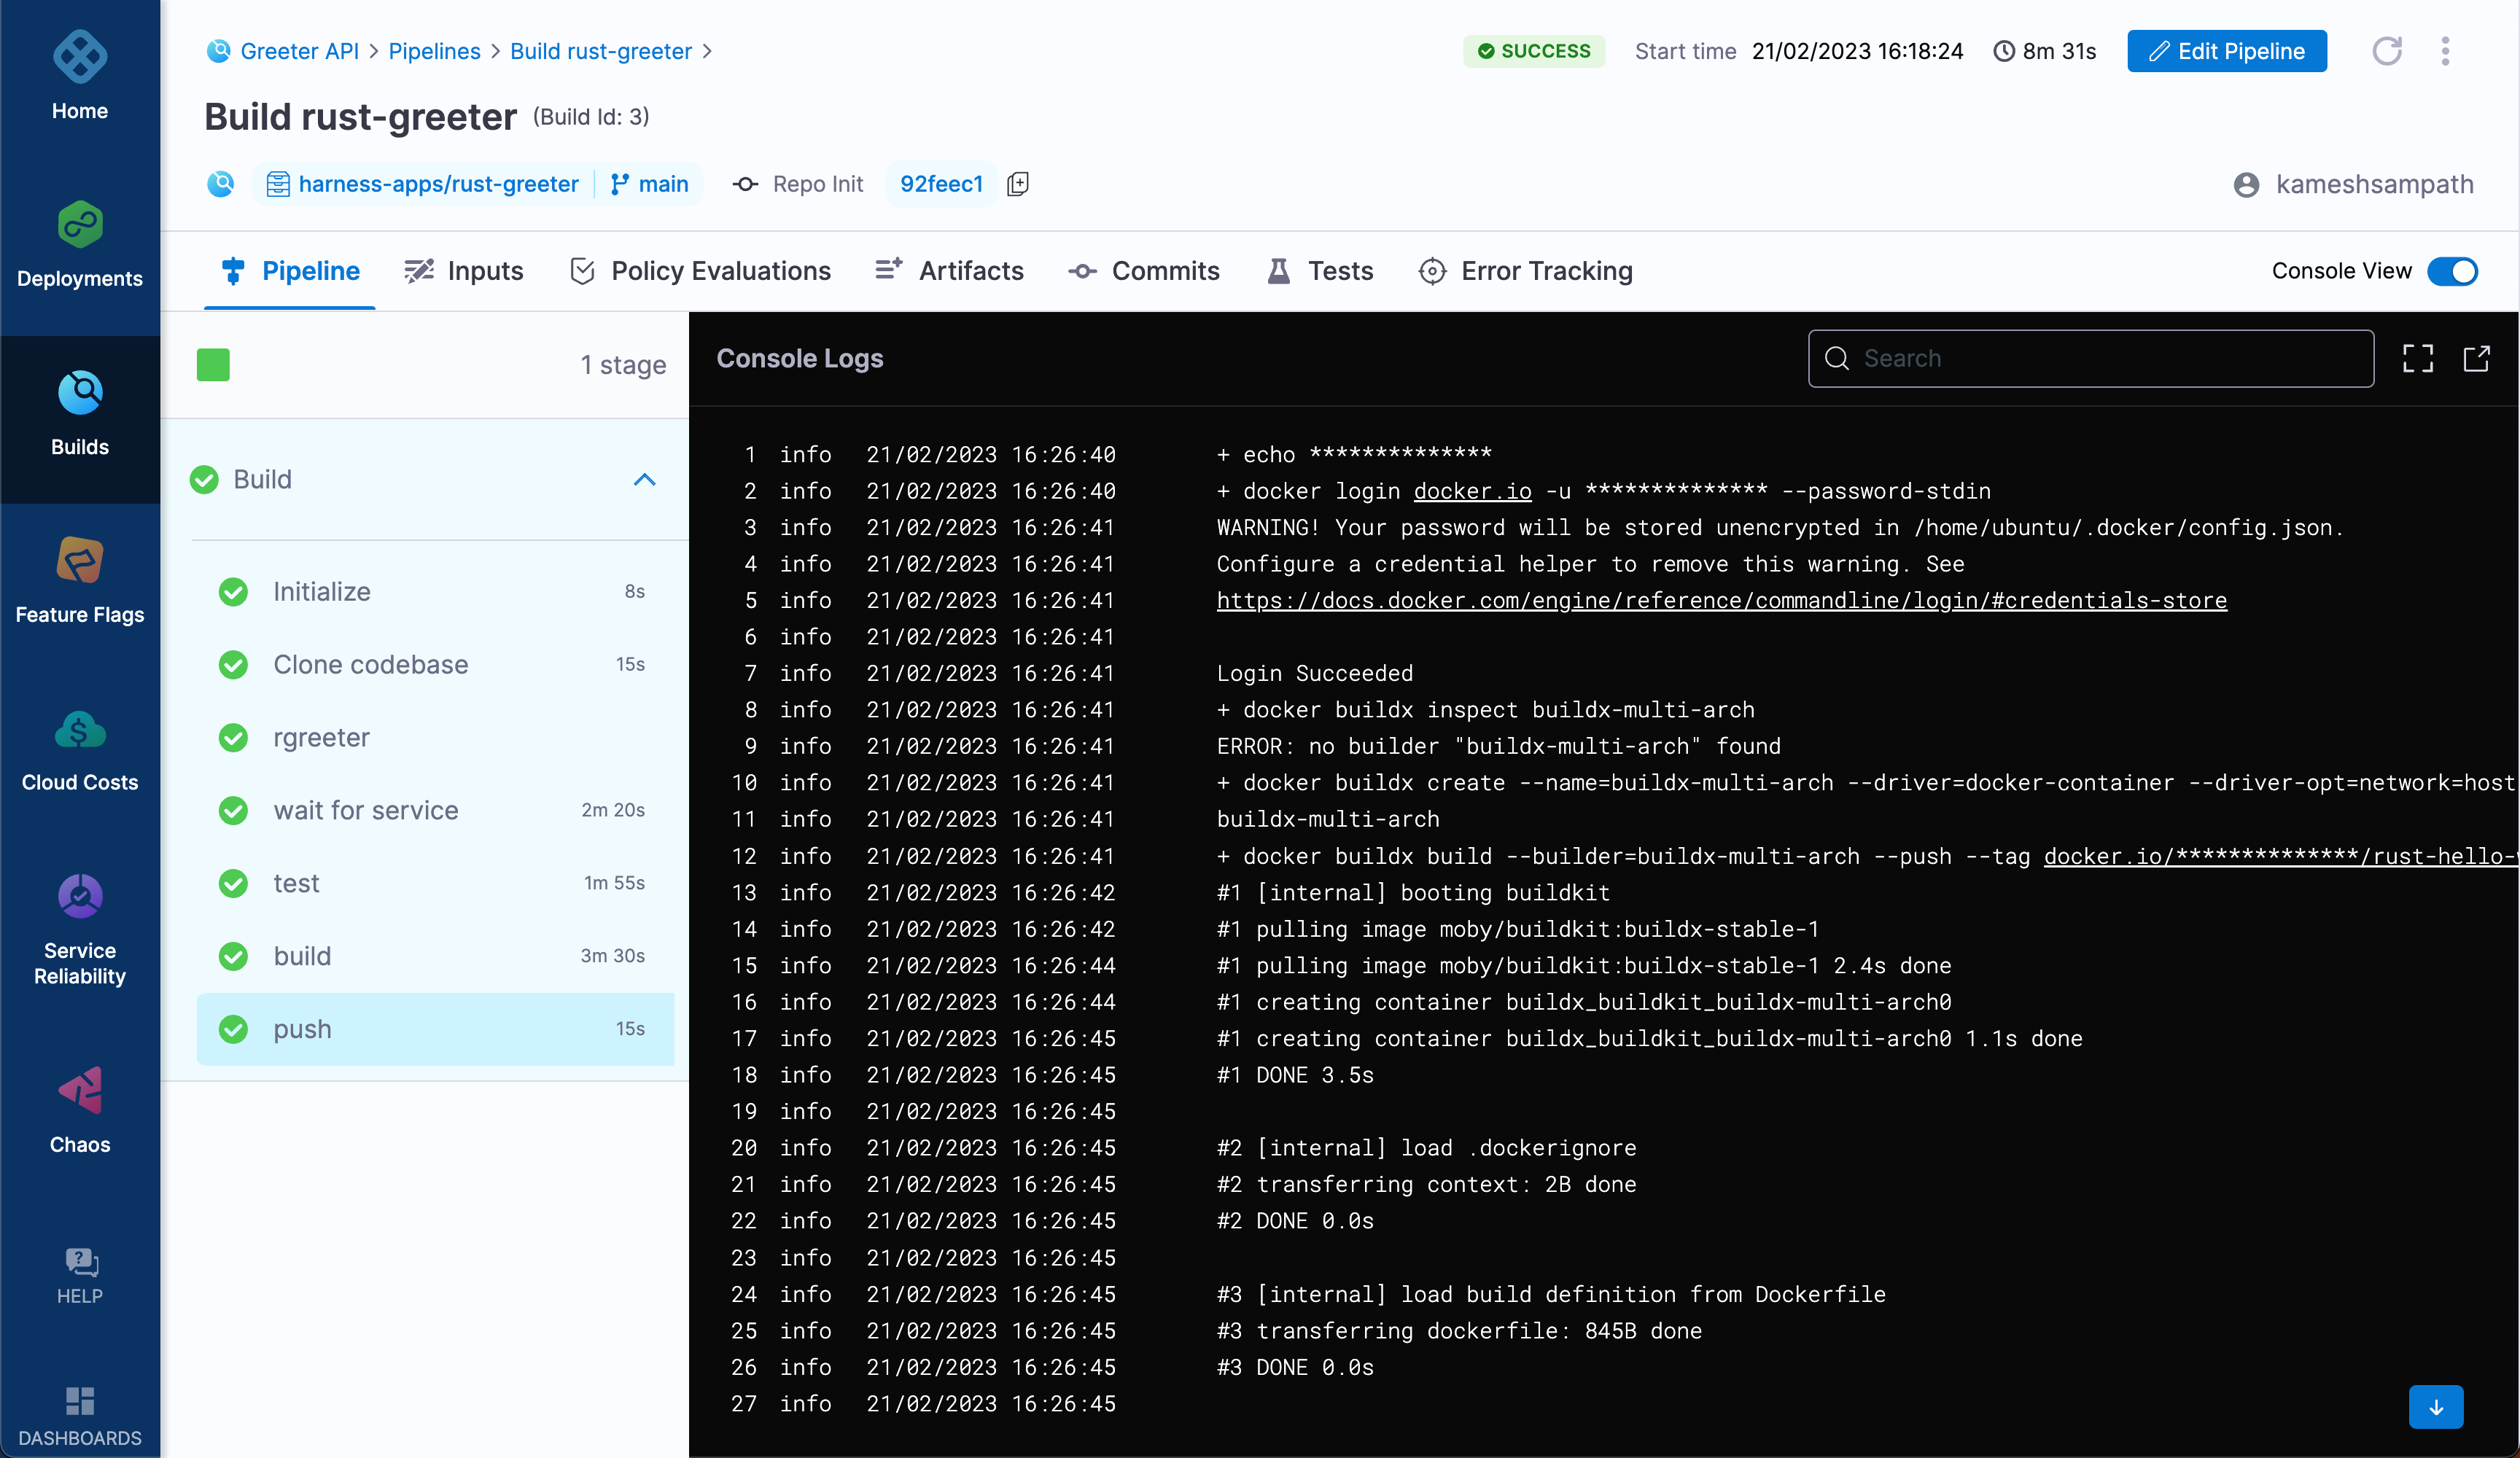 Home
Deployments
Builds
Feature Flags
Cloud Costs
Service
Reliability
Chaos
HELP
DASHBOARDS
Greeter API > Pipelines > Build rust-greeter >
SUCCESS Start time 21/02/2023 16:18:24 8m 31s Edit Pipeline
Build rust-greeter (Build Id: 3)
harness-apps/rust-greeter main Repo Init 92feec1 kameshsampath
Pipeline Inputs Policy Evaluations Artifacts Commits Tests Error Tracking Console View
1 stage
Build
Initialize 8s
Clone codebase 15s
rgreeter
wait for service 2m 20s
test 1m 55s
build 3m 30s
push 15s
Console Logs Search
1 info 21/02/2023 16:26:40 + echo **************
2 info 21/02/2023 16:26:40 + docker login docker.io -u ************** --password-stdin
3 info 21/02/2023 16:26:41 WARNING! Your password will be stored unencrypted in /home/ubuntu/.docker/config.json.
4 info 21/02/2023 16:26:41 Configure a credential helper to remove this warning. See
5 info 21/02/2023 16:26:41 https://docs.docker.com/engine/reference/commandline/login/#credentials-store
6 info 21/02/2023 16:26:41
7 info 21/02/2023 16:26:41 Login Succeeded
8 info 21/02/2023 16:26:41 + docker buildx inspect buildx-multi-arch
9 info 21/02/2023 16:26:41 ERROR: no builder "buildx-multi-arch" found
10 info 21/02/2023 16:26:41 + docker buildx create --name=buildx-multi-arch --driver=docker-container --driver-opt=network=host
11 info 21/02/2023 16:26:41 buildx-multi-arch
12 info 21/02/2023 16:26:41 + docker buildx build --builder=buildx-multi-arch --push --tag docker.io/**************/rust-hello-
13 info 21/02/2023 16:26:42 #1 [internal] booting buildkit
14 info 21/02/2023 16:26:42 #1 pulling image moby/buildkit:buildx-stable-1
15 info 21/02/2023 16:26:44 #1 pulling image moby/buildkit:buildx-stable-1 2.4s done
16 info 21/02/2023 16:26:44 #1 creating container buildx_buildkit_buildx-multi-arch0
17 info 21/02/2023 16:26:45 #1 creating container buildx_buildkit_buildx-multi-arch0 1.1s done
18 info 21/02/2023 16:26:45 #1 DONE 3.5s
19 info 21/02/2023 16:26:45
20 info 21/02/2023 16:26:45 #2 [internal] load .dockerignore
21 info 21/02/2023 16:26:45 #2 transferring context: 2B done
22 info 21/02/2023 16:26:45 #2 DONE 0.0s
23 info 21/02/2023 16:26:45
24 info 21/02/2023 16:26:45 #3 [internal] load build definition from Dockerfile
25 info 21/02/2023 16:26:45 #3 transferring dockerfile: 845B done
26 info 21/02/2023 16:26:45 #3 DONE 0.0s
27 info 21/02/2023 16:26:45